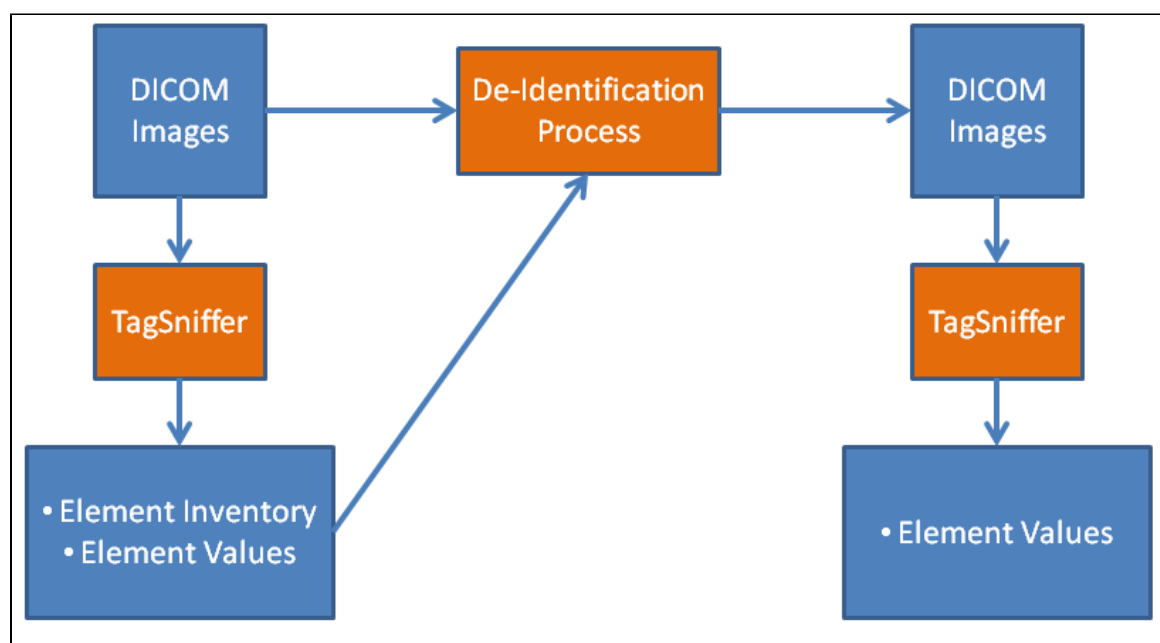 DICOM
Images
De-Identification
Process
DICOM
Images
TagSniffer
TagSniffer
• Element Inventory
• Element Values
• Element Values